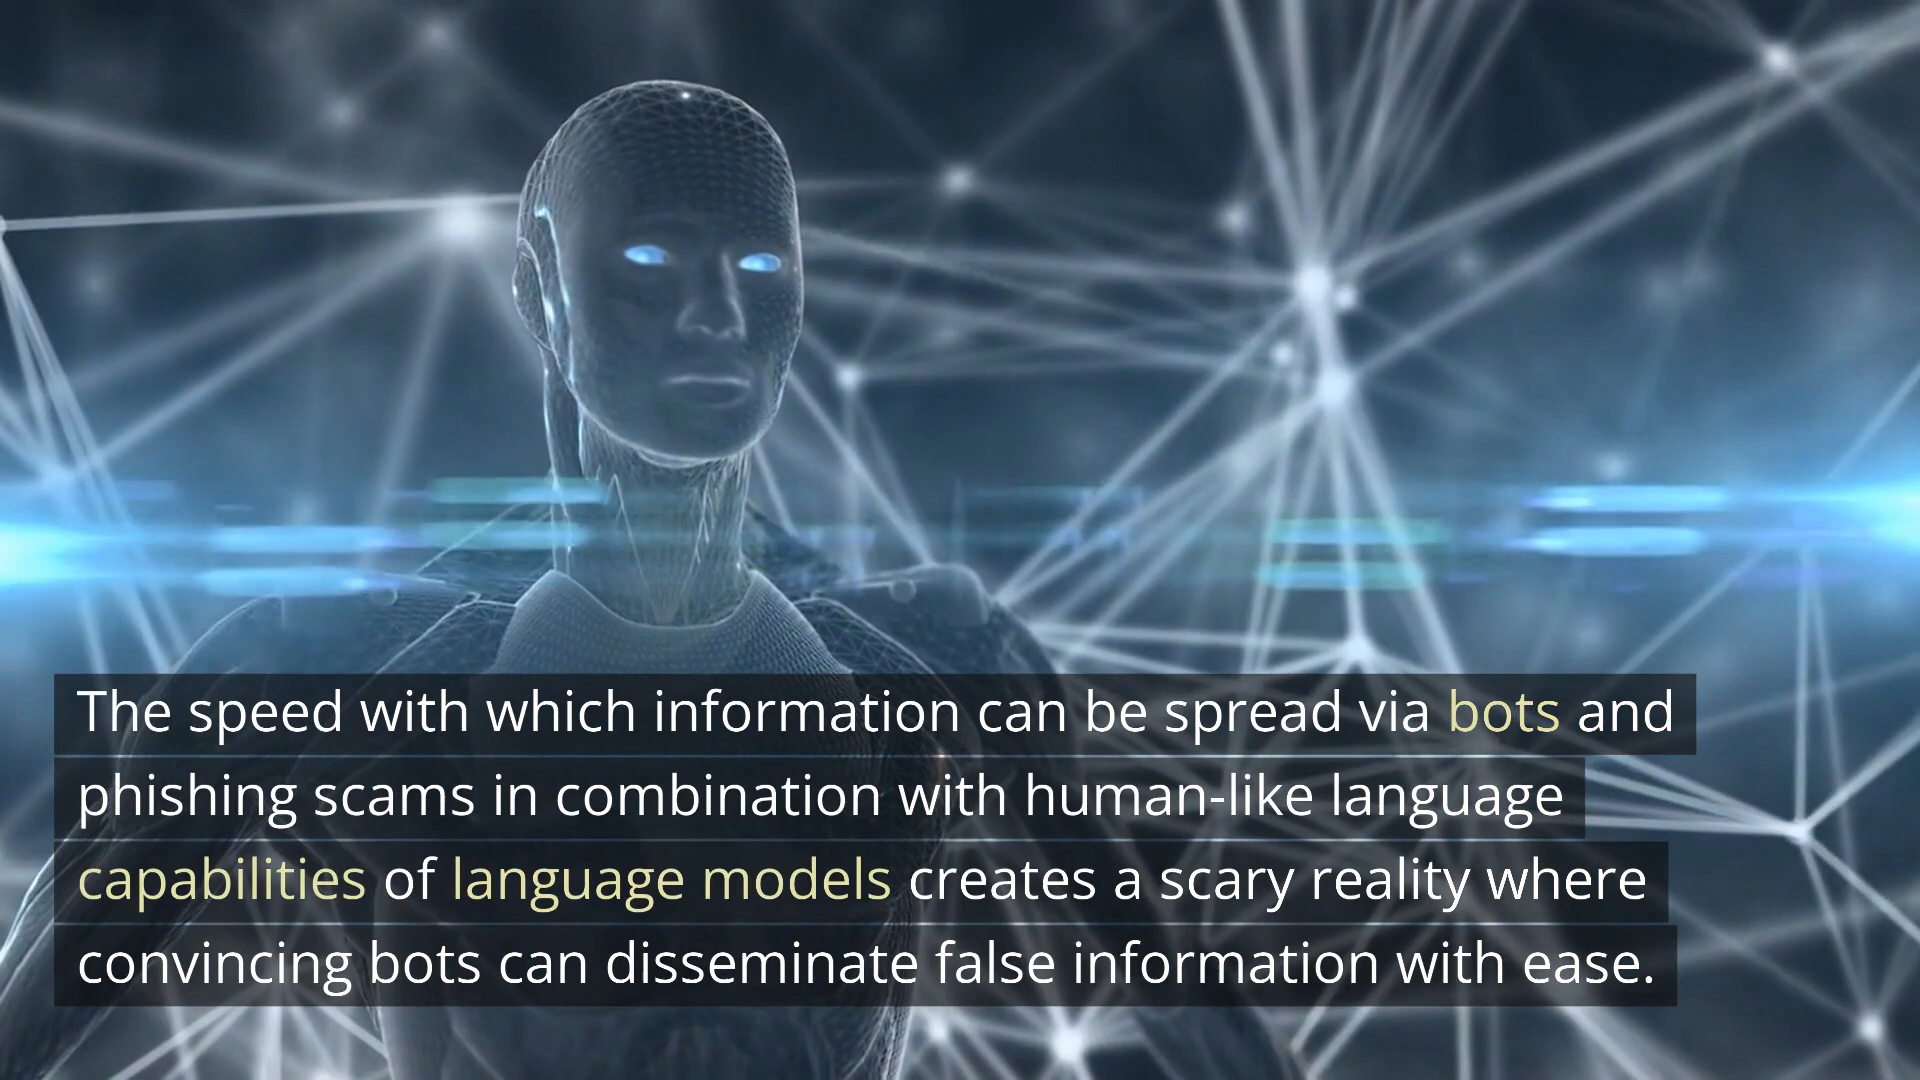 The speed with which information can be spread via bots and
phishing scams in combination with human-like language
capabilities of language models creates a scary reality where
convincing bots can disseminate false information with ease.